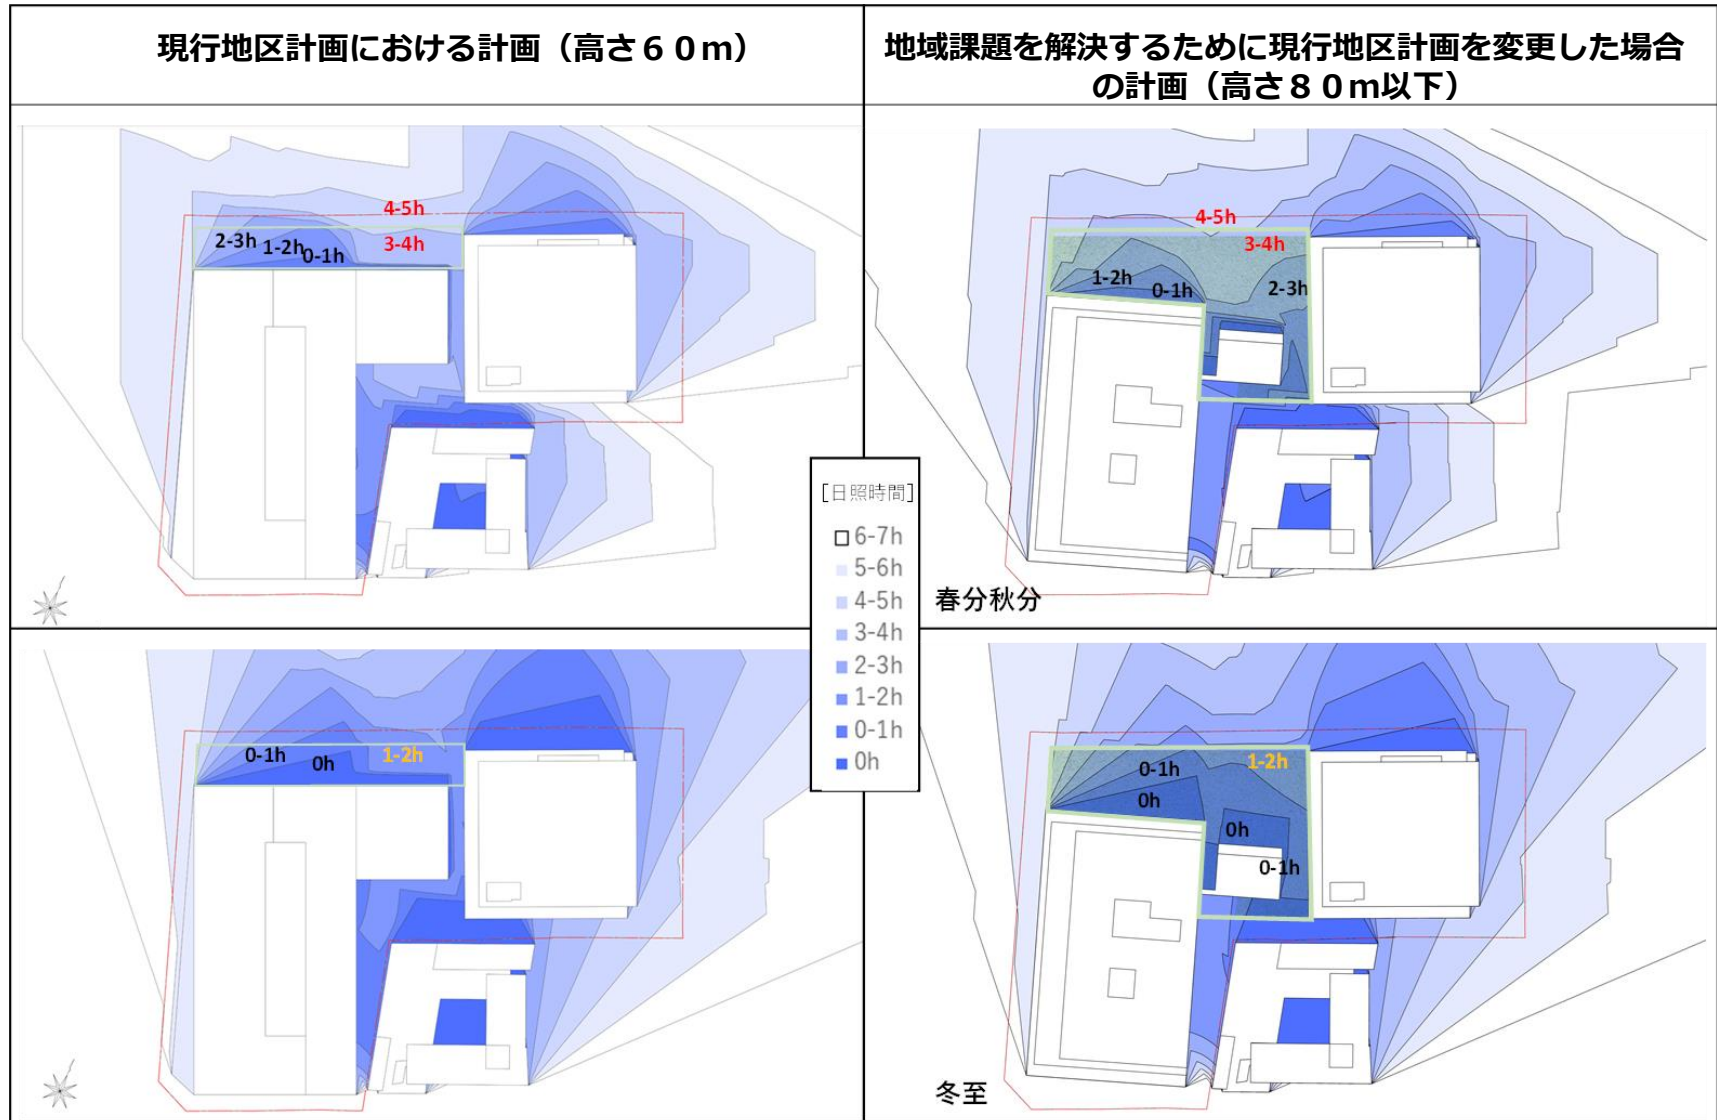 現行地区計画における計画（高さ６０ｍ）
地域課題を解決するために現行地区計画を変更した場合
の計画（高さ８０ｍ以下）
4-5h
2-3h
1-2h
0-1h
3-4h
4-5h
3-4h
1-2h
0-1h
2-3h
春分秋分
[日照時間]
6-7h
5-6h
4-5h
3-4h
2-3h
1-2h
0-1h
0h
0-1h
0h
1-2h
0-1h
0h
1-2h
0h
0-1h
冬至